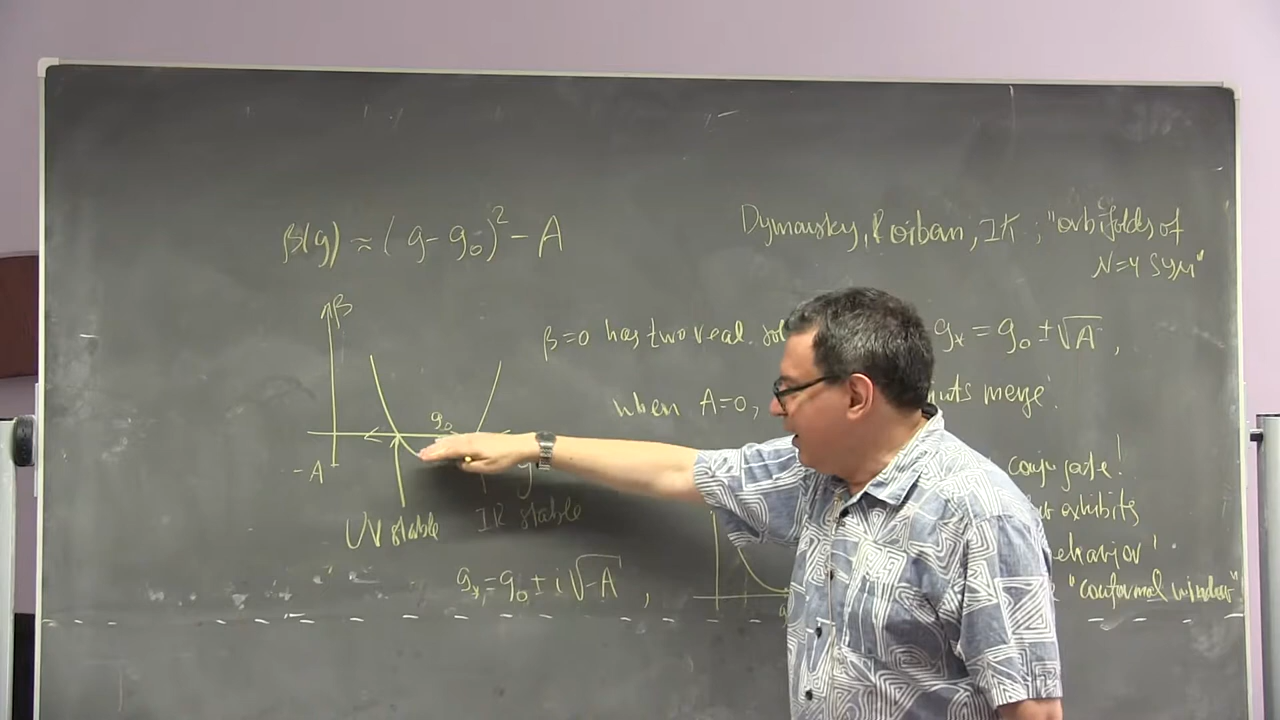 β(g) ≈ (g - g₀)² - A
Dymarsky, Roiban, IK, "orbifolds of
N=4 SYM"
β
β=0 has two real sol
g* = g₀ ± √A,
when A=0,
merge.
g₀
-A
g
conjugate!
exhibits
UV stable
IR stable
behavior'
g* = g₀ ± i√-A,
"conformal window"